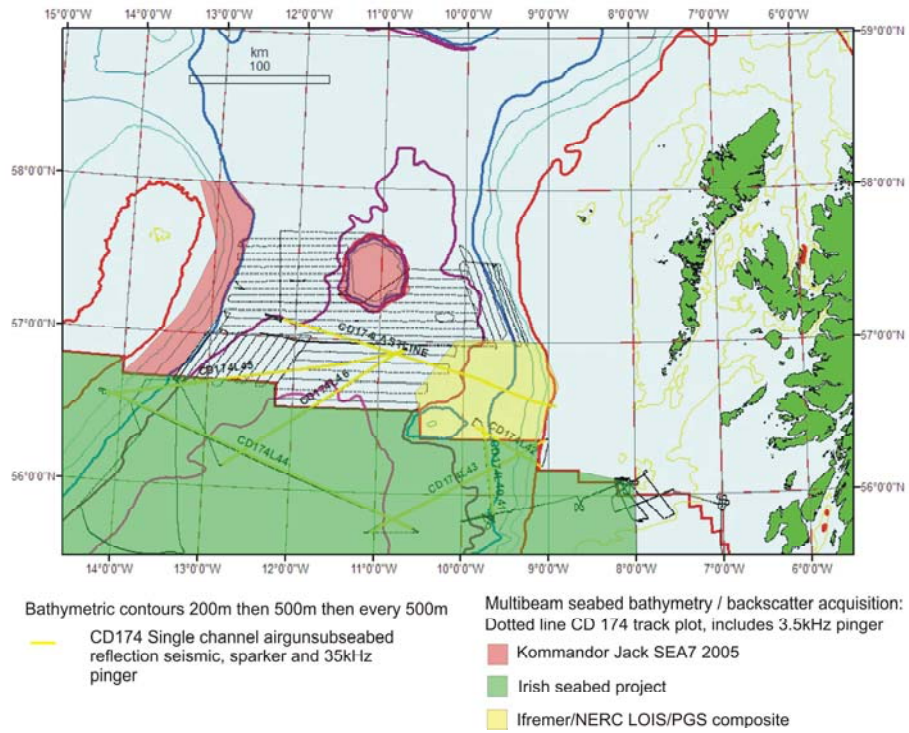 15°0'0"W 14°0'0"W 13°0'0"W 12°0'0"W 11°0'0"W 10°0'0"W 9°0'0"W 8°0'0"W 7°0'0"W 6°0'0"W
59°0'0"N
km
100
58°0'0"N 58°0'0"N
57°0'0"N 57°0'0"N
CD174L45
CD174L44
CD174L43
56°0'0"N 56°0'0"N
14°0'0"W 13°0'0"W 12°0'0"W 11°0'0"W 10°0'0"W 9°0'0"W 8°0'0"W 7°0'0"W 6°0'0"W
Bathymetric contours 200m then 500m then every 500m
CD174 Single channel airgunsubseabed
reflection seismic, sparker and 35kHz
pinger
Multibeam seabed bathymetry / backscatter acquisition:
Dotted line CD 174 track plot, includes 3.5kHz pinger
Kommandor Jack SEA7 2005
Irish seabed project
Ifremer/NERC LOIS/PGS composite